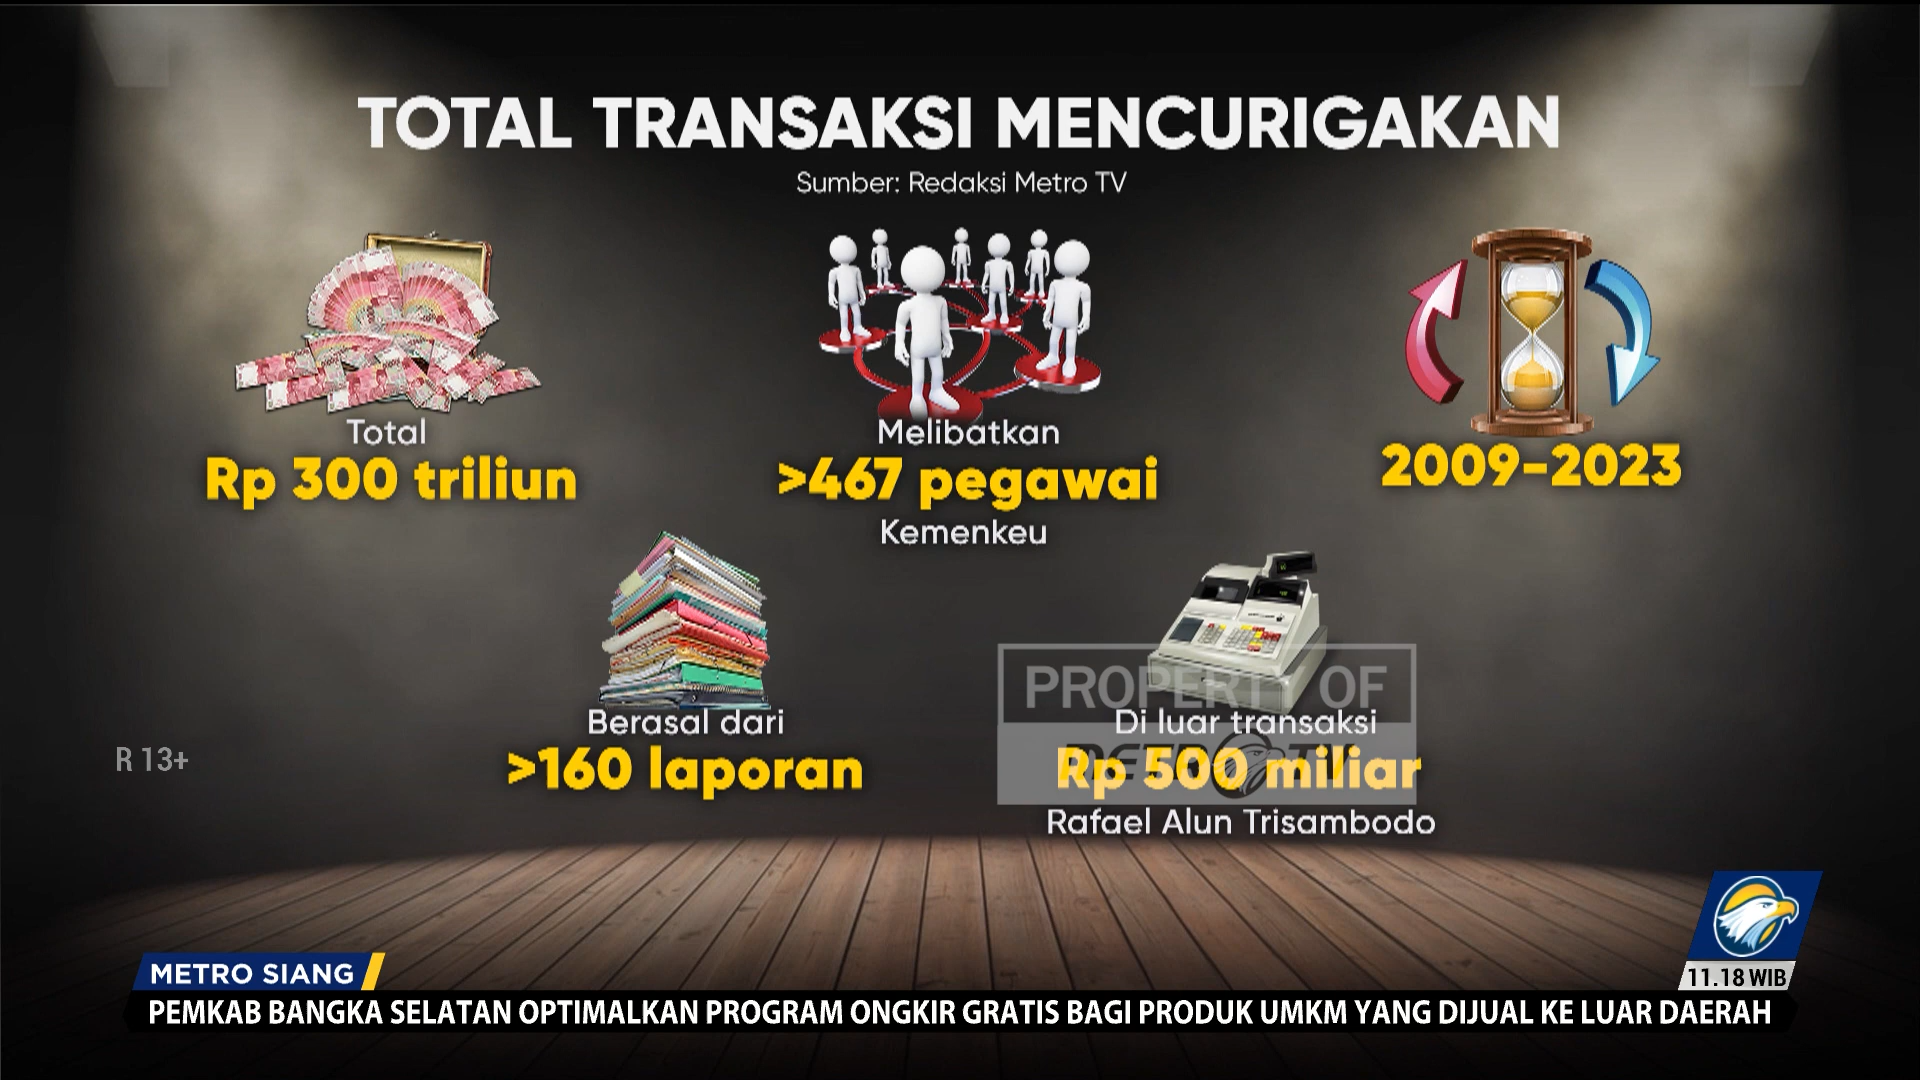 TOTAL TRANSAKSI MENCURIGAKAN
Sumber: Redaksi Metro TV
Total
Rp 300 triliun
Melibatkan
>467 pegawai
Kemenkeu
2009-2023
Berasal dari
>160 laporan
Di luar transaksi
Rp 500 miliar
Rafael Alun Trisambodo
PROPERTY OF
METRO TV
R 13+
METRO SIANG
11.18 WIB
PEMKAB BANGKA SELATAN OPTIMALKAN PROGRAM ONGKIR GRATIS BAGI PRODUK UMKM YANG DIJUAL KE LUAR DAERAH